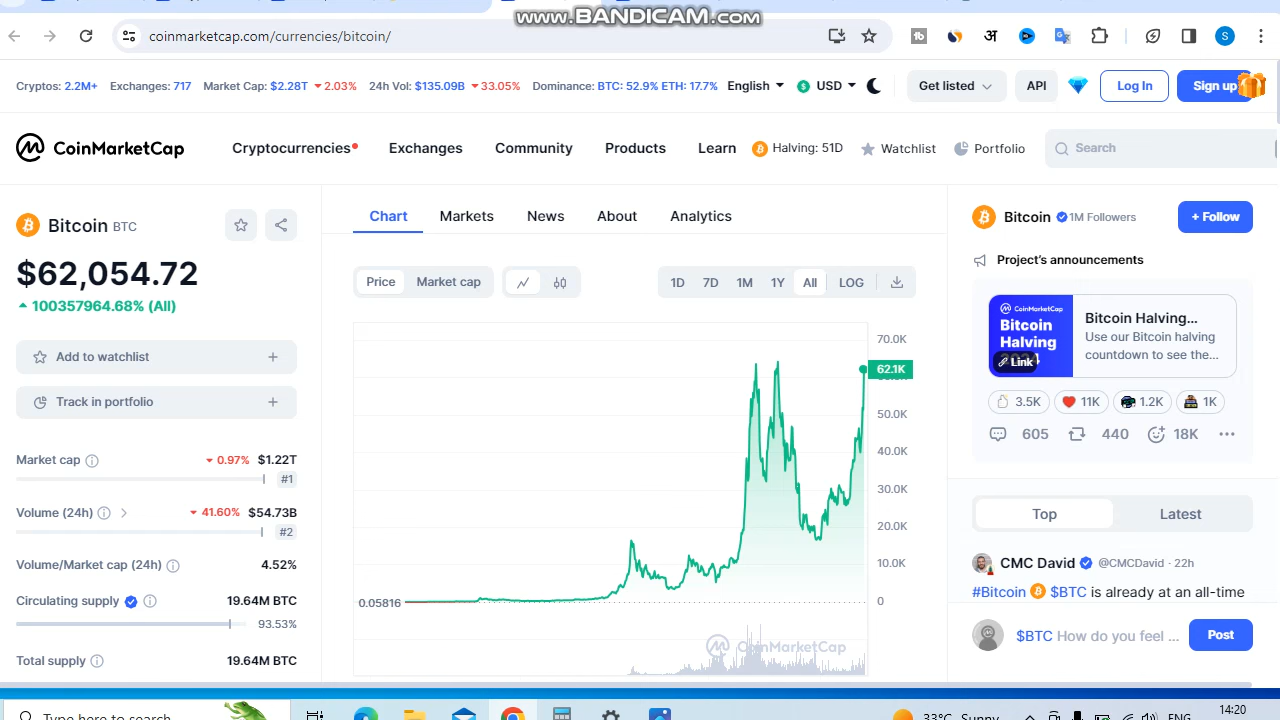 www.BANDICAM.com
coinmarketcap.com/currencies/bitcoin/
Cryptos: 2.2M+ Exchanges: 717 Market Cap: $2.28T 2.03% 24h Vol: $135.09B 33.05% Dominance: BTC: 52.9% ETH: 17.7% English USD Get listed API Log In Sign up
CoinMarketCap Cryptocurrencies Exchanges Community Products Learn Halving: 51D Watchlist Portfolio Search
Bitcoin BTC
$62,054.72
100357964.68% (All)
Add to watchlist +
Track in portfolio +
Market cap 0.97% $1.22T
#1
Volume (24h) 41.60% $54.73B
#2
Volume/Market cap (24h) 4.52%
Circulating supply 19.64M BTC
93.53%
Total supply 19.64M BTC
Chart Markets News About Analytics
Price Market cap 1D 7D 1M 1Y All LOG
70.0K
62.1K
50.0K
40.0K
30.0K
20.0K
10.0K
0.05816 0
CoinMarketCap
Bitcoin 1M Followers + Follow
Project's announcements
CoinMarketCap
Bitcoin
Halving
Link
Bitcoin Halving...
Use our Bitcoin halving
countdown to see the...
3.5K 11K 1.2K 1K
605 440 18K
Top Latest
CMC David @CMCDavid · 22h
#Bitcoin $BTC is already at an all-time
$BTC How do you feel ... Post
Type here to search 33°C Sunny ENG 14:20